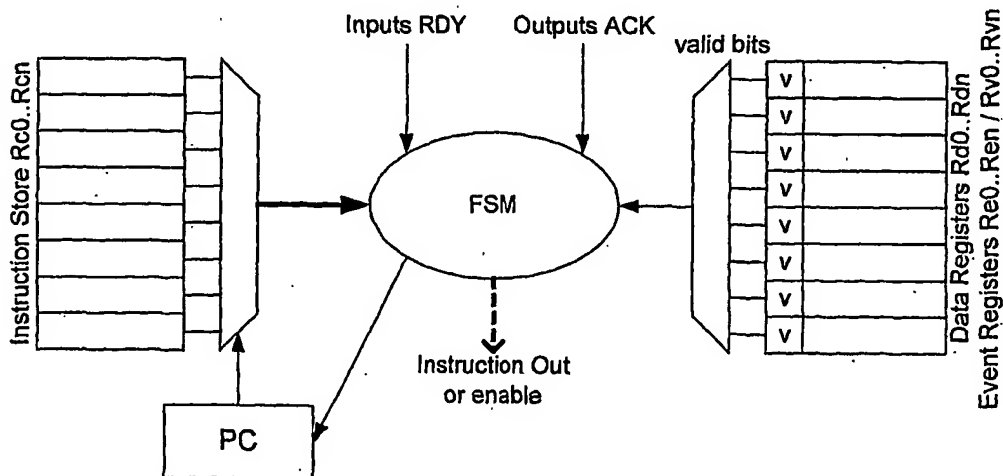 Inputs RDY
Outputs ACK
valid bits
Instruction Store Rc0..Rcn
FSM
v
v
v
v
v
v
v
v
Data Registers Rd0..Rdn
Event Registers Re0..Ren / Rv0..Rvn
Instruction Out
or enable
PC